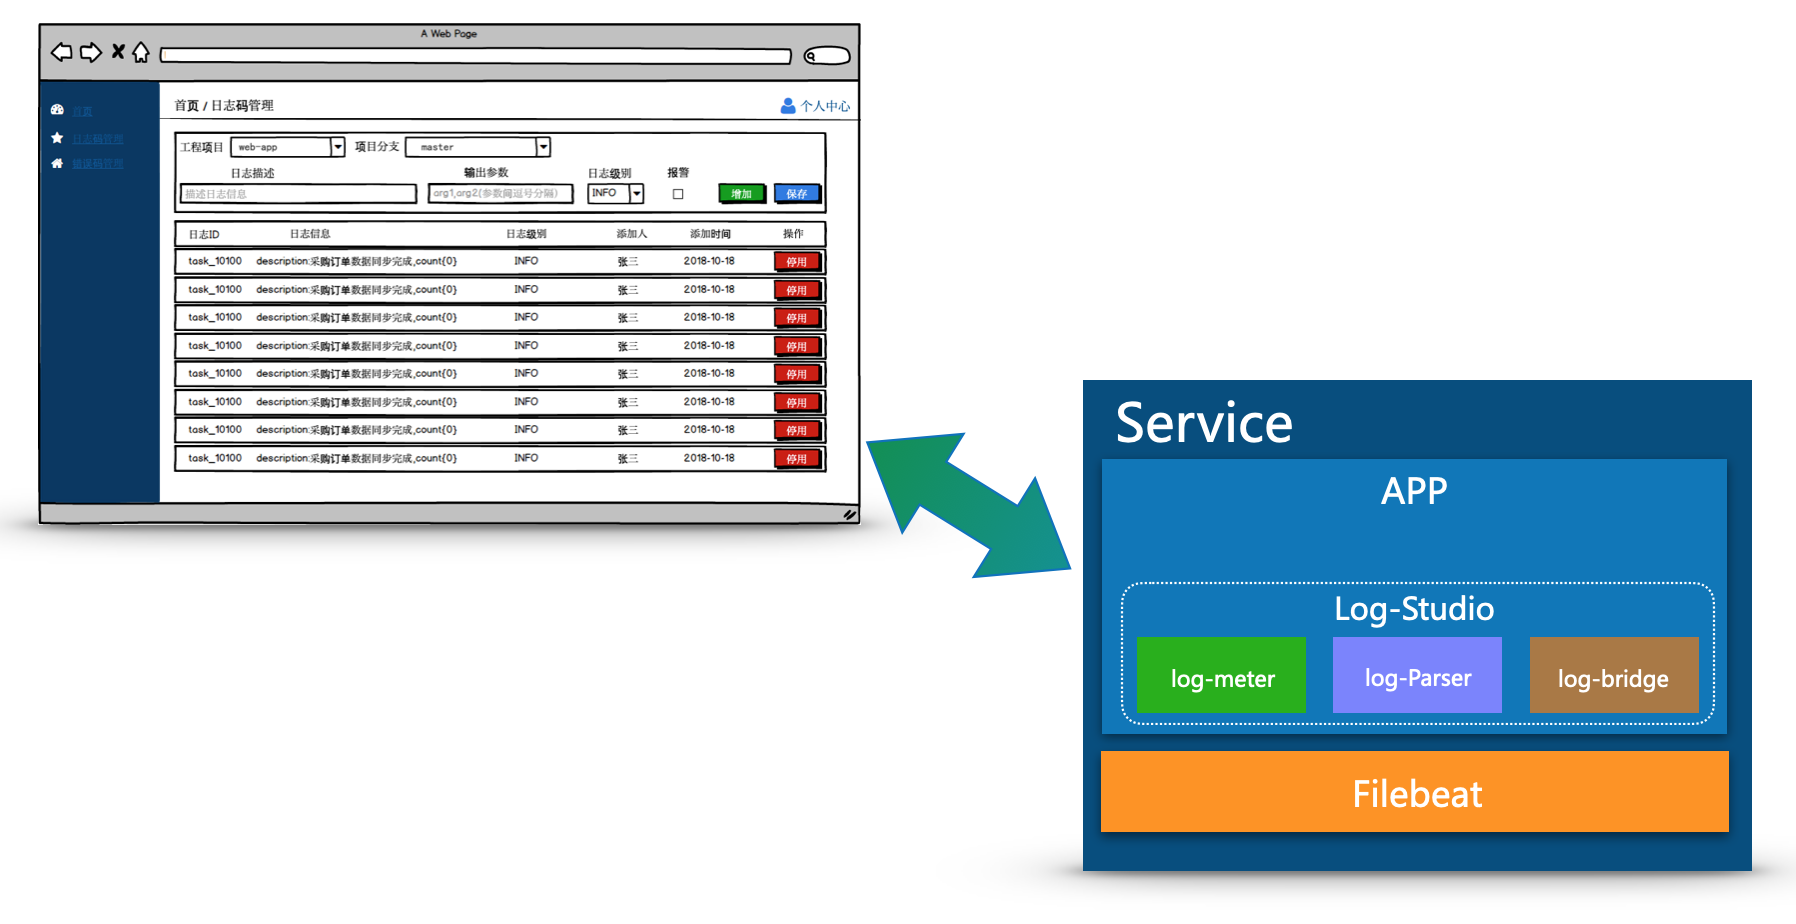 A Web Page
首页
日志码管理
健康码管理
首页 / 日志码管理
个人中心
工程项目 web-app 项目分支 master
日志描述 输出参数 日志级别 报警
描述日志信息 arg1,arg2(参数间逗号分隔) INFO 增加 保存
日志ID 日志信息 日志级别 添加人 添加时间 操作
task_10100 description:采购订单数据同步完成,count{0} INFO 张三 2018-10-18 停用
task_10100 description:采购订单数据同步完成,count{0} INFO 张三 2018-10-18 停用
task_10100 description:采购订单数据同步完成,count{0} INFO 张三 2018-10-18 停用
task_10100 description:采购订单数据同步完成,count{0} INFO 张三 2018-10-18 停用
task_10100 description:采购订单数据同步完成,count{0} INFO 张三 2018-10-18 停用
task_10100 description:采购订单数据同步完成,count{0} INFO 张三 2018-10-18 停用
task_10100 description:采购订单数据同步完成,count{0} INFO 张三 2018-10-18 停用
task_10100 description:采购订单数据同步完成,count{0} INFO 张三 2018-10-18 停用
Service
APP
Log-Studio
log-meter log-Parser log-bridge
Filebeat